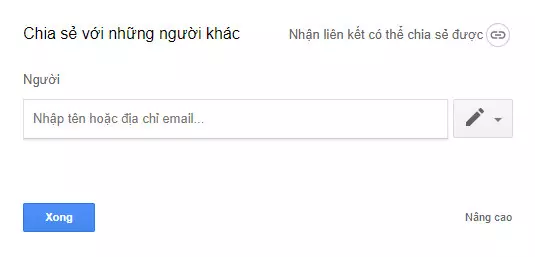 Chia sẻ với những người khác
Nhận liên kết có thể chia sẻ được
Người
Nhập tên hoặc địa chỉ email...
Xong
Nâng cao